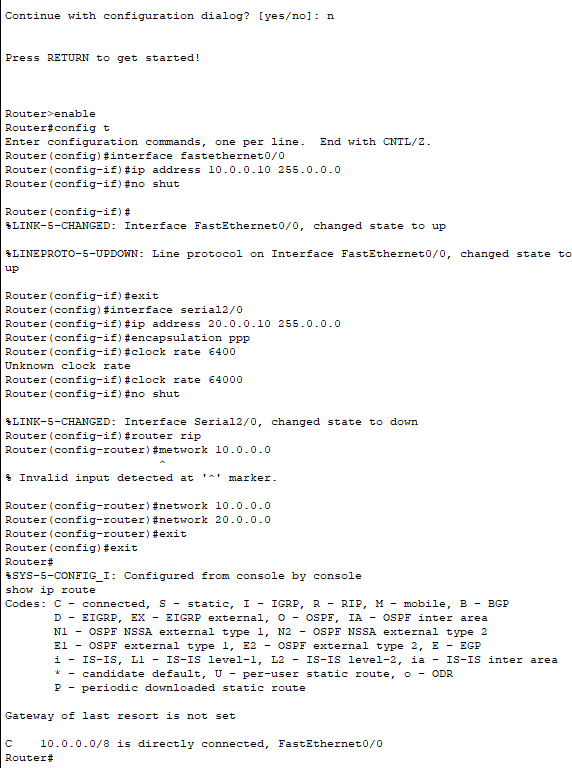 Continue with configuration dialog? [yes/no]: n
Press RETURN to get started!
Router>enable
Router#config t
Enter configuration commands, one per line.  End with CNTL/Z.
Router(config)#interface fastethernet0/0
Router(config-if)#ip address 10.0.0.10 255.0.0.0
Router(config-if)#no shut
Router(config-if)#
%LINK-5-CHANGED: Interface FastEthernet0/0, changed state to up
%LINEPROTO-5-UPDOWN: Line protocol on Interface FastEthernet0/0, changed state to
up
Router(config-if)#exit
Router(config)#interface serial2/0
Router(config-if)#ip address 20.0.0.10 255.0.0.0
Router(config-if)#encapsulation ppp
Router(config-if)#clock rate 6400
Unknown clock rate
Router(config-if)#clock rate 64000
Router(config-if)#no shut
%LINK-5-CHANGED: Interface Serial2/0, changed state to down
Router(config-if)#router rip
Router(config-router)#metwork 10.0.0.0
^
% Invalid input detected at '^' marker.
Router(config-router)#network 10.0.0.0
Router(config-router)#network 20.0.0.0
Router(config-router)#exit
Router(config)#exit
Router#
%SYS-5-CONFIG_I: Configured from console by console
show ip route
Codes: C - connected, S - static, I - IGRP, R - RIP, M - mobile, B - BGP
D - EIGRP, EX - EIGRP external, O - OSPF, IA - OSPF inter area
N1 - OSPF NSSA external type 1, N2 - OSPF NSSA external type 2
E1 - OSPF external type 1, E2 - OSPF external type 2, E - EGP
i - IS-IS, L1 - IS-IS level-1, L2 - IS-IS level-2, ia - IS-IS inter area
* - candidate default, U - per-user static route, o - ODR
P - periodic downloaded static route
Gateway of last resort is not set
C    10.0.0.0/8 is directly connected, FastEthernet0/0
Router#